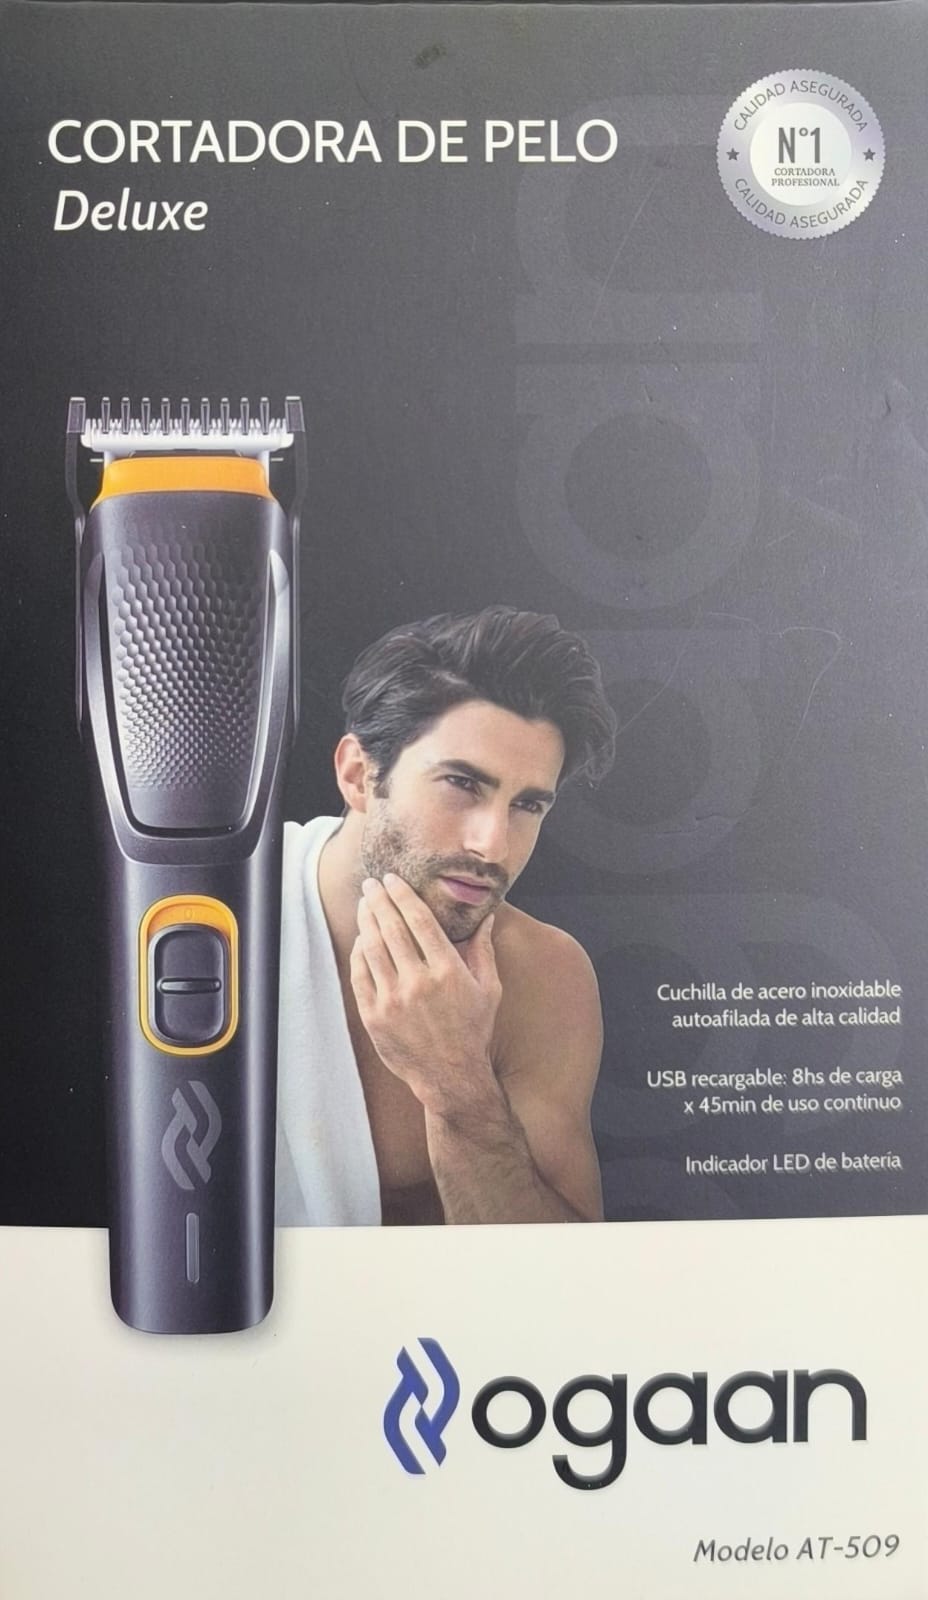 CORTADORA DE PELO
Deluxe
CALIDAD ASEGURADA
N°1
CORTADORA
PROFESIONAL
CALIDAD ASEGURADA
0
Cuchilla de acero inoxidable
autoafilada de alta calidad
USB recargable: 8hs de carga
x 45min de uso continuo
Indicador LED de batería
ogaan
Modelo AT-509